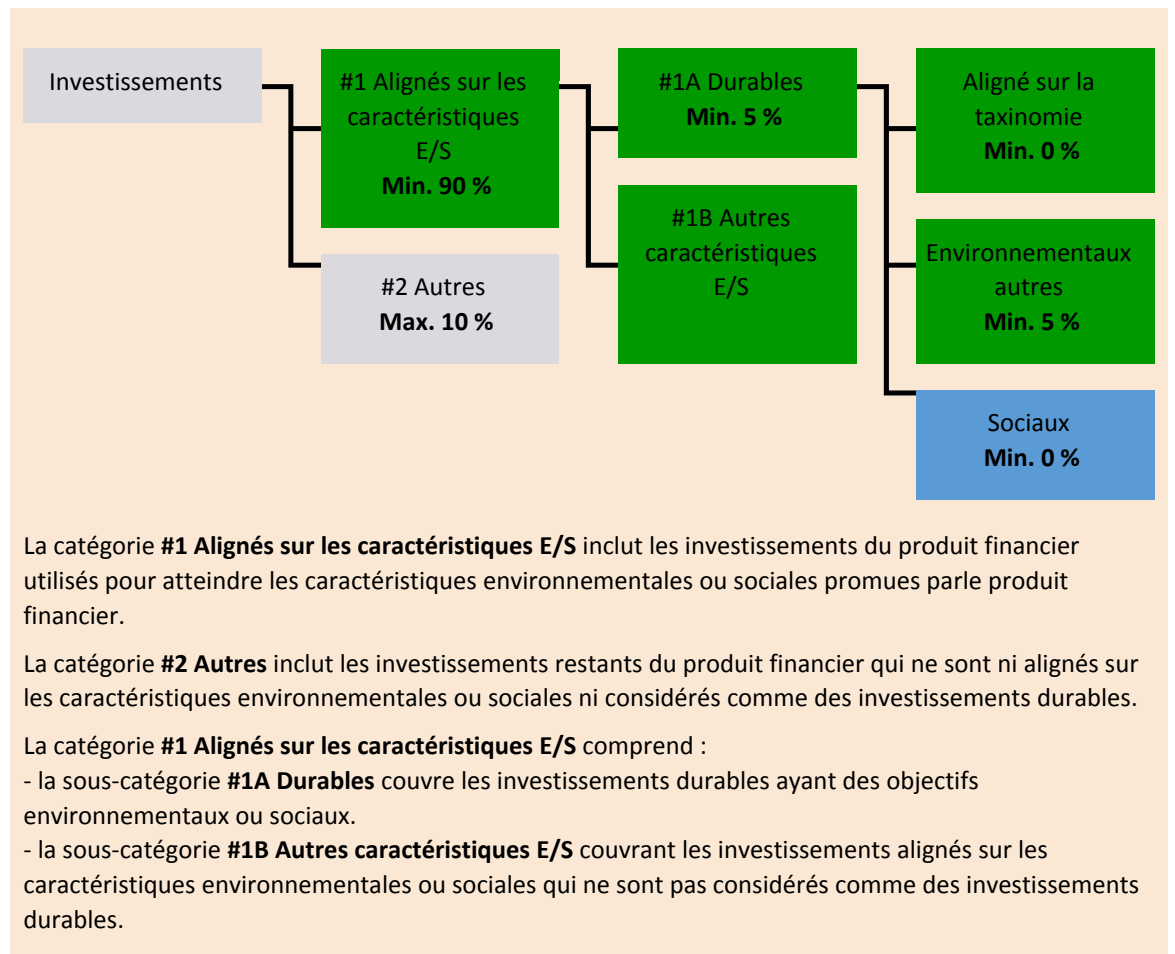 Investissements
#1 Alignés sur les
caractéristiques
E/S
Min. 90 %
#2 Autres
Max. 10 %
#1A Durables
Min. 5 %
#1B Autres
caractéristiques
E/S
Aligné sur la
taxinomie
Min. 0 %
Environnementaux
autres
Min. 5 %
Sociaux
Min. 0 %
La catégorie #1 Alignés sur les caractéristiques E/S inclut les investissements du produit financier
utilisés pour atteindre les caractéristiques environnementales ou sociales promues parle produit
financier.
La catégorie #2 Autres inclut les investissements restants du produit financier qui ne sont ni alignés sur
les caractéristiques environnementales ou sociales ni considérés comme des investissements durables.
La catégorie #1 Alignés sur les caractéristiques E/S comprend :
- la sous-catégorie #1A Durables couvre les investissements durables ayant des objectifs
environnementaux ou sociaux.
- la sous-catégorie #1B Autres caractéristiques E/S couvrant les investissements alignés sur les
caractéristiques environnementales ou sociales qui ne sont pas considérés comme des investissements
durables.